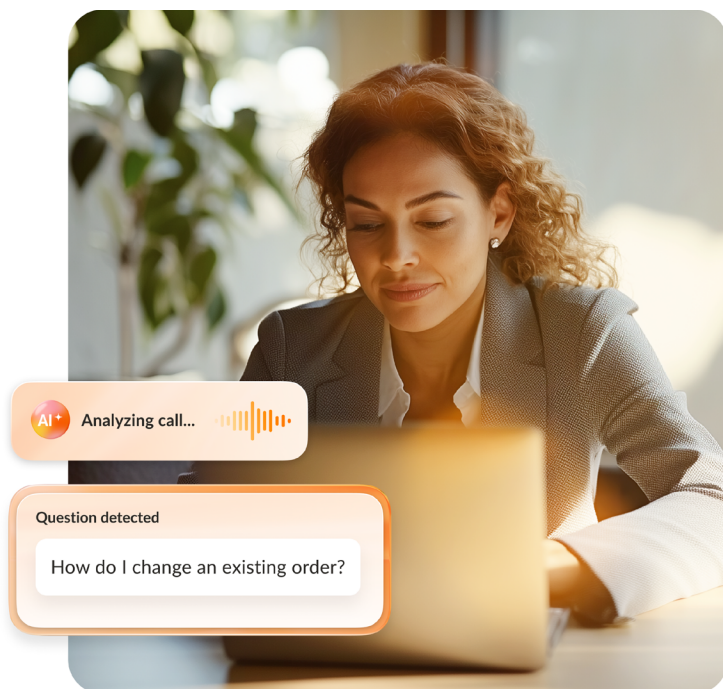 AI
Analyzing call...
Question detected
How do I change an existing order?